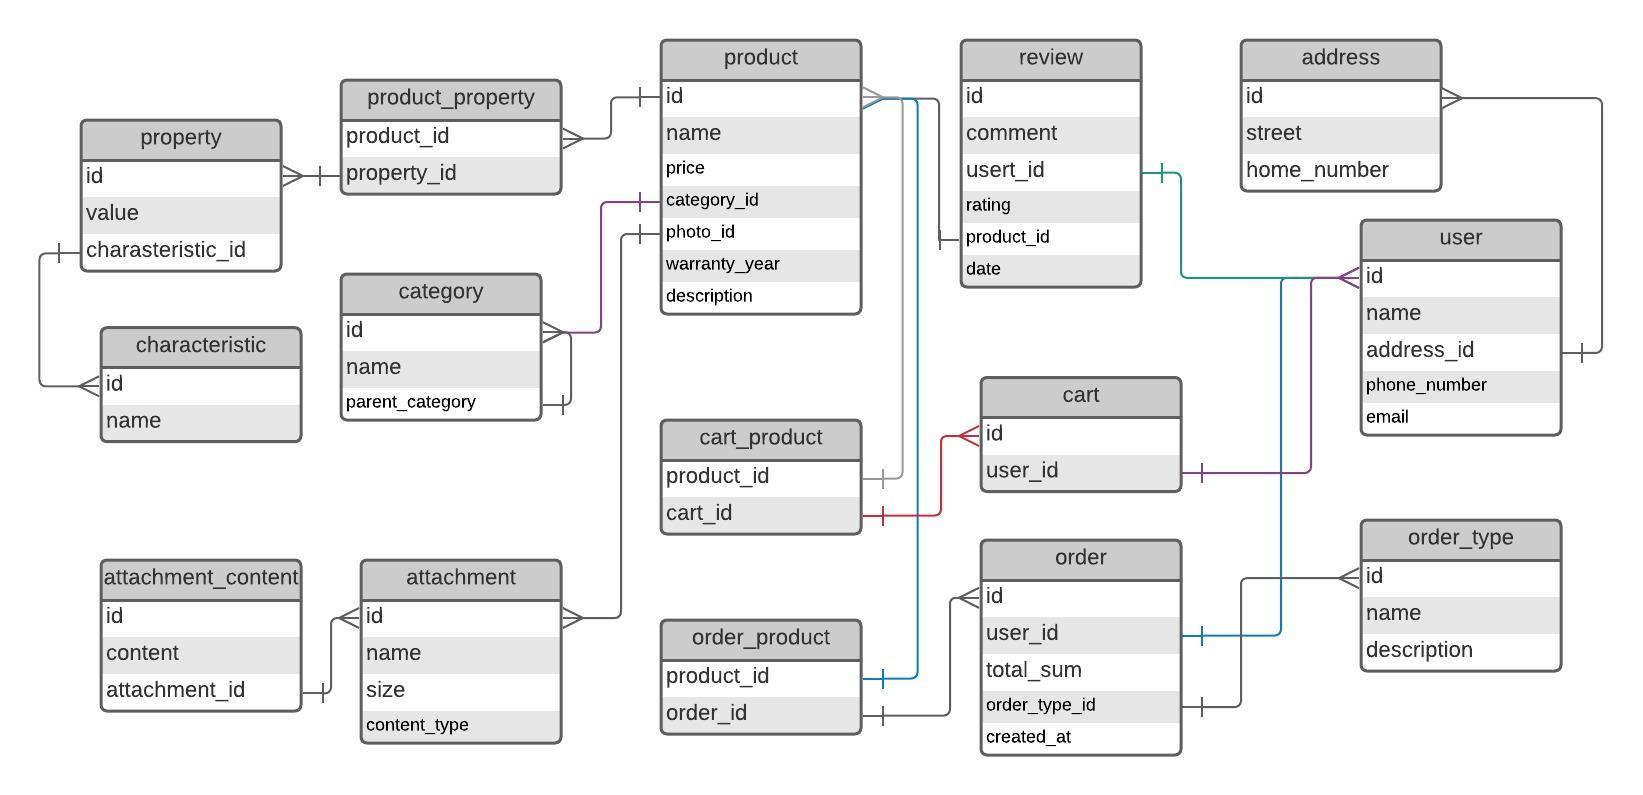 product
id
name
price
category_id
photo_id
warranty_year
description
review
id
comment
usert_id
rating
product_id
date
address
id
street
home_number
product_property
product_id
property_id
property
id
value
charasteristic_id
user
id
name
address_id
phone_number
email
category
id
name
parent_category
characteristic
id
name
cart
id
user_id
cart_product
product_id
cart_id
order_type
id
name
description
order
id
user_id
total_sum
order_type_id
created_at
attachment_content
id
content
attachment_id
attachment
id
name
size
content_type
order_product
product_id
order_id